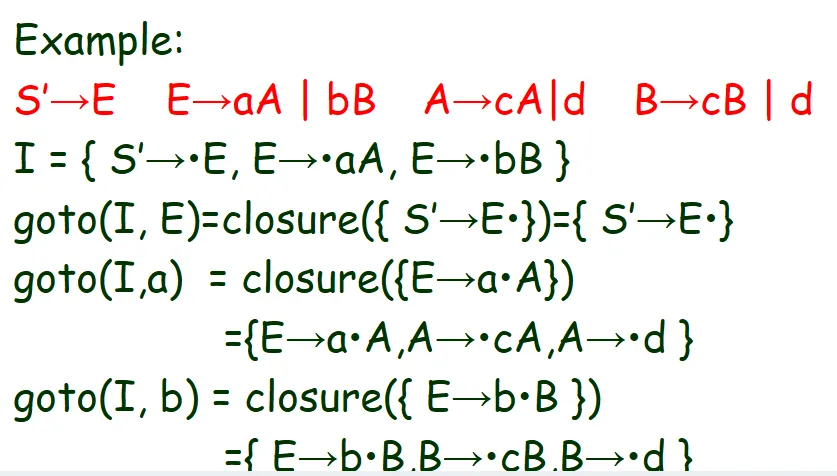 Example:
S'→E E→aA | bB A→cA|d B→cB | d
I = { S'→•E, E→•aA, E→•bB }
goto(I, E)=closure({ S'→E•})={ S'→E•}
goto(I,a) = closure({E→a•A})
={E→a•A,A→•cA,A→•d }
goto(I, b) = closure({ E→b•B })
={ E→b•B,B→•cB,B→•d }